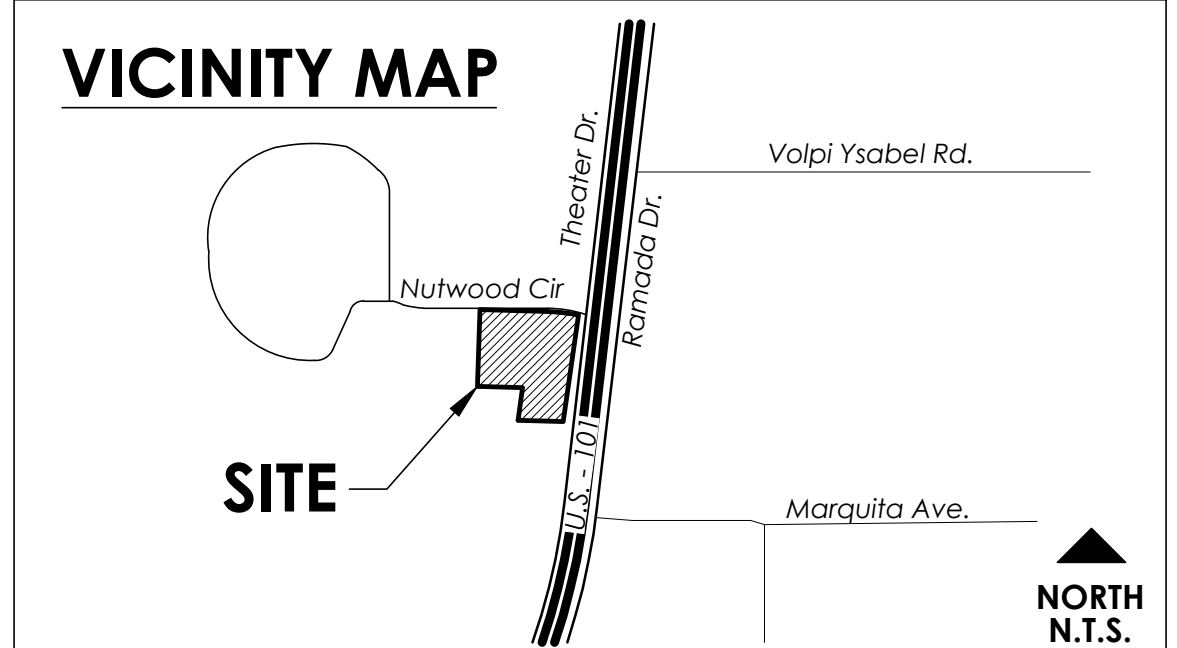 VICINITY MAP
Theater Dr.
Volpi Ysabel Rd.
Ramada Dr.
Nutwood Cir
SITE
U.S. - 101
Marquita Ave.
NORTH
N.T.S.